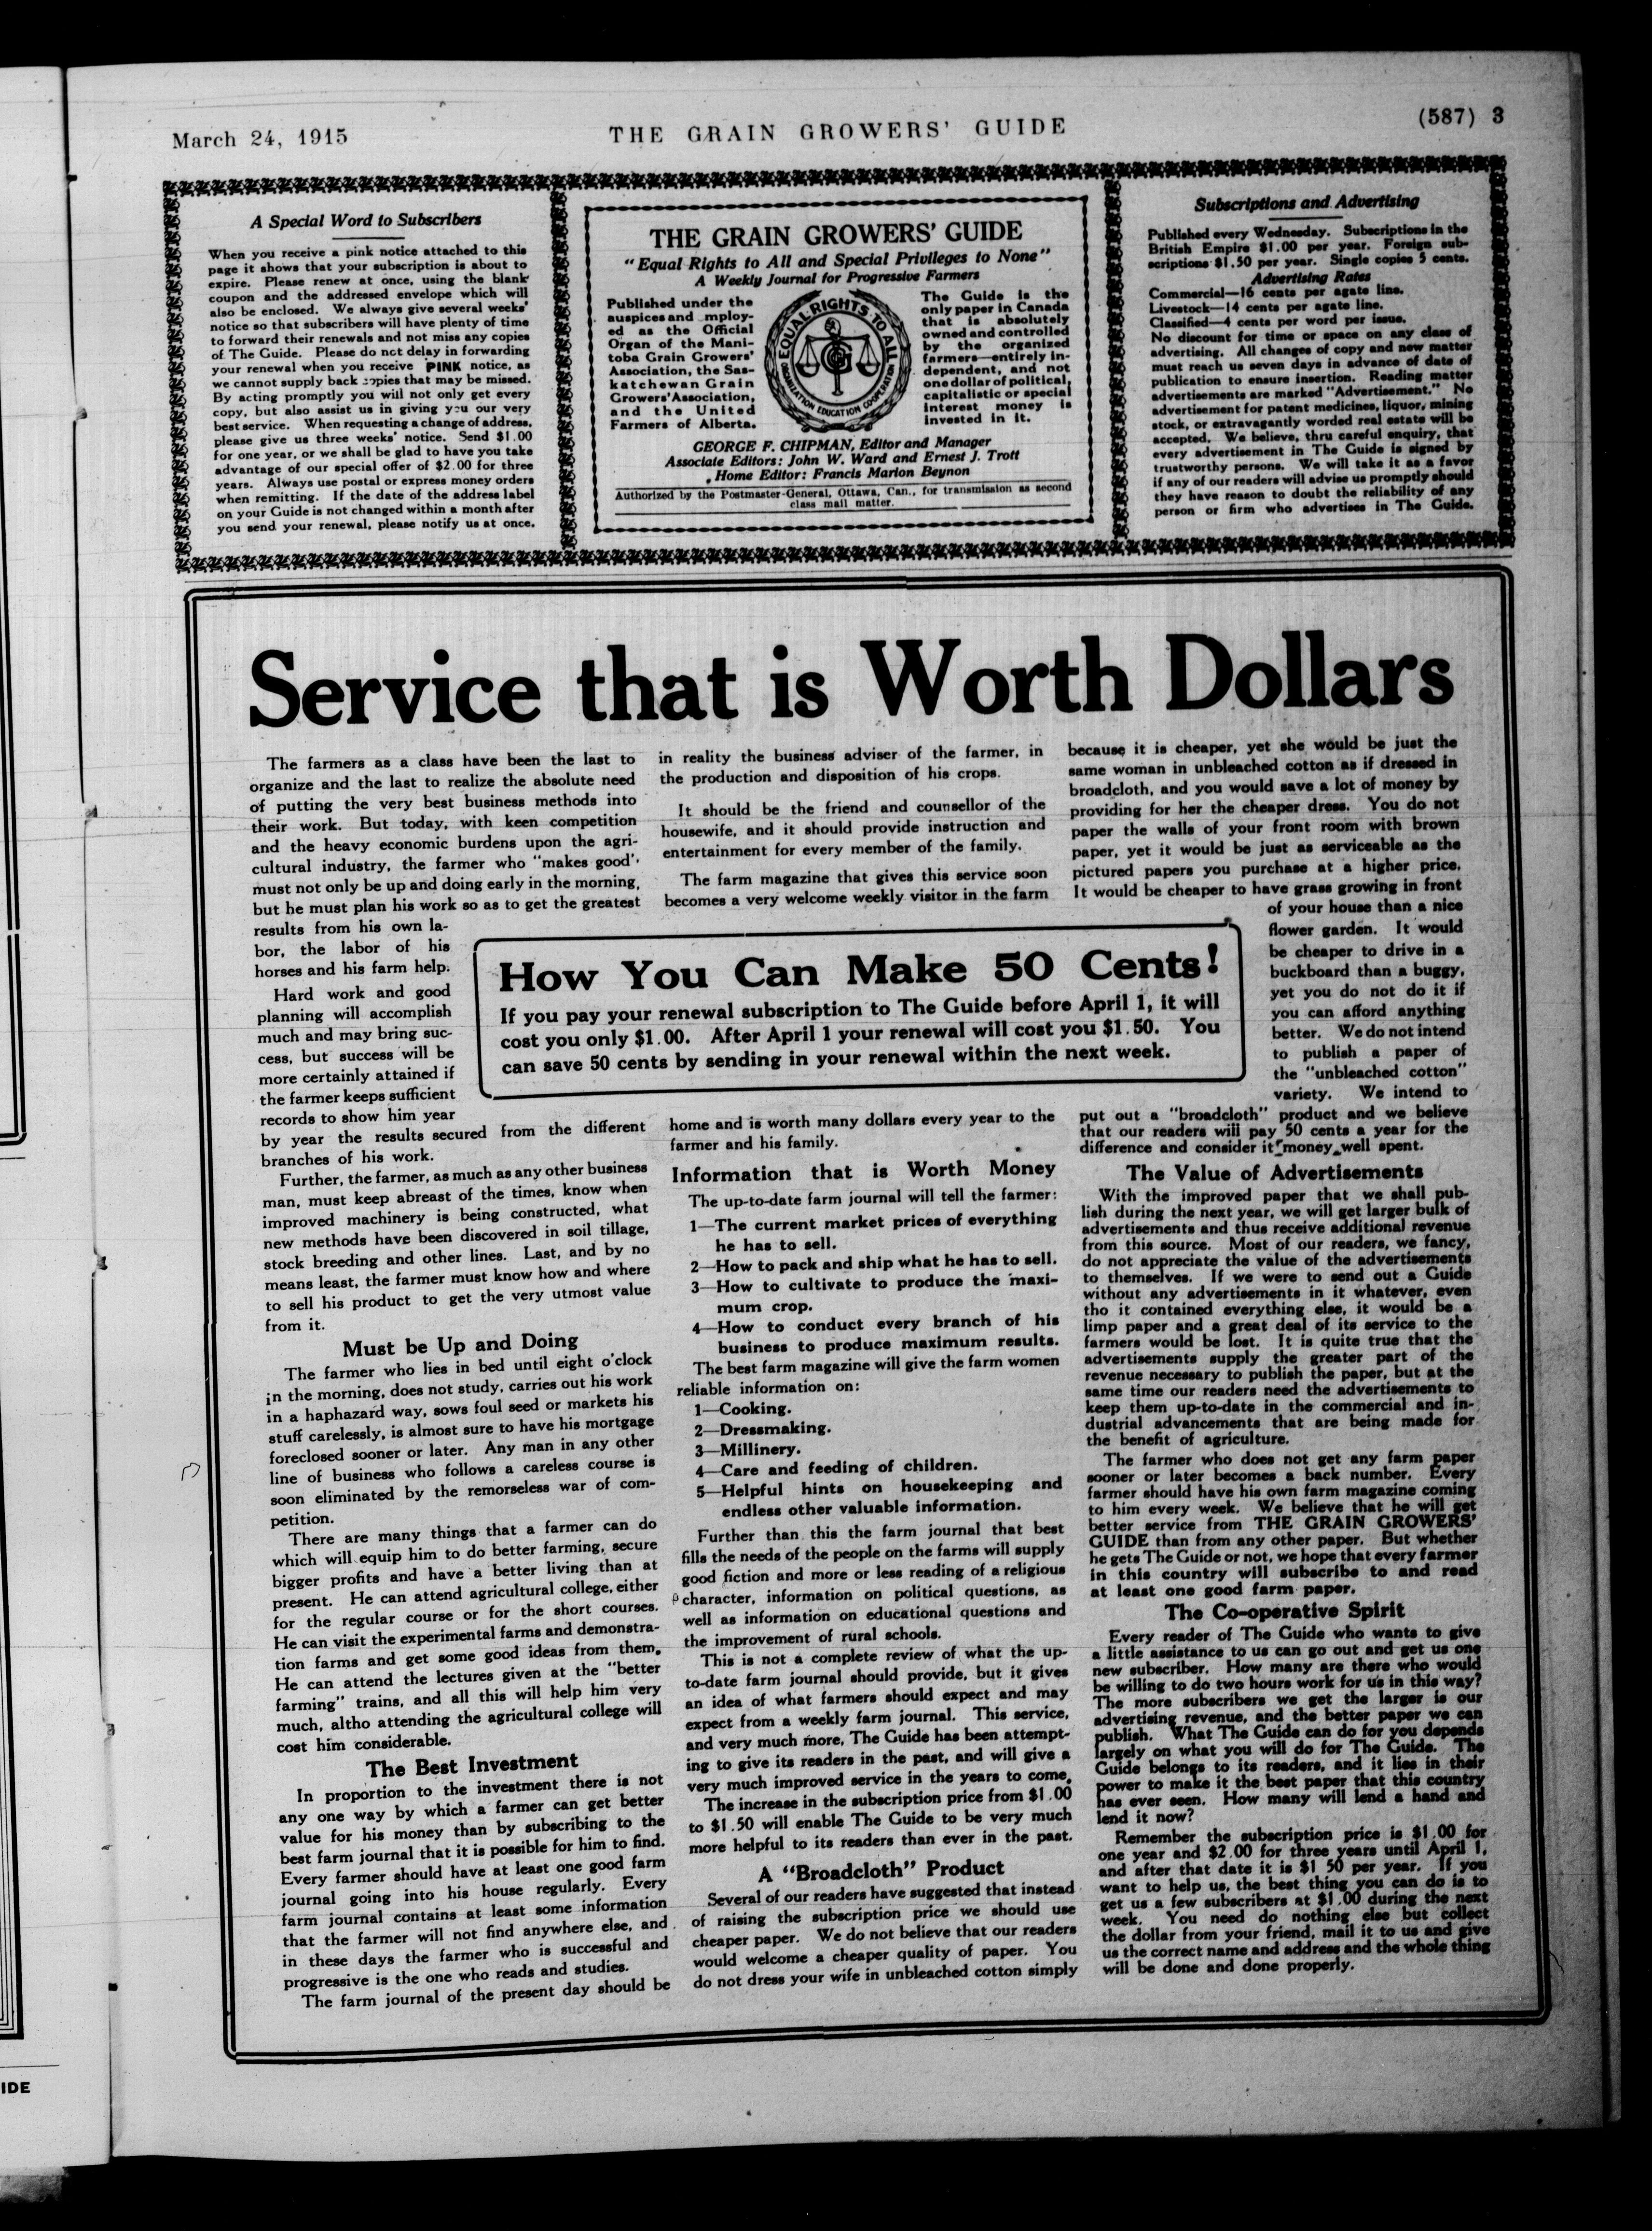 March 24, 1915
THE GRAIN GROWERS' GUIDE
(587) 3
A Special Word to Subscribers
When you receive a pink notice attached to this
page it shows that your subscription is about to
expire. Please renew at once, using the blank
coupon and the addressed envelope which will
also be enclosed. We always give several weeks'
notice so that subscribers will have plenty of time
to forward their renewals and not miss any copies
of The Guide. Please do not delay in forwarding
your renewal when you receive PINK notice, as
we cannot supply back copies that may be missed.
By acting promptly you will not only get every
copy, but also assist us in giving you our very
best service. When requesting a change of address,
please give us three weeks' notice. Send $1.00
for one year, or we shall be glad to have you take
advantage of our special offer of $2.00 for three
years. Always use postal or express money orders
when remitting. If the date of the address label
on your Guide is not changed within a month after
you send your renewal, please notify us at once.
THE GRAIN GROWERS' GUIDE
"Equal Rights to All and Special Privileges to None"
A Weekly Journal for Progressive Farmers
Published under the
auspices and employ-
ed as the Official
Organ of the Mani-
toba Grain Growers'
Association, the Sas-
katchewan Grain
Growers' Association,
and the United
Farmers of Alberta.
EQUAL RIGHTS TO ALL
ORGANIZATION EDUCATION COOPERATION
GGG
The Guide is the
only paper in Canada
that is absolutely
owned and controlled
by the organized
farmers—entirely in-
dependent, and not
one dollar of political,
capitalistic or special
interest money is
invested in it.
GEORGE F. CHIPMAN, Editor and Manager
Associate Editors: John W. Ward and Ernest J. Trott
Home Editor: Francis Marion Beynon
Authorized by the Postmaster-General, Ottawa, Can., for transmission as second
class mail matter.
Subscriptions and Advertising
Published every Wednesday. Subscriptions in the
British Empire $1.00 per year. Foreign sub-
scriptions $1.50 per year. Single copies 5 cents.
Advertising Rates
Commercial—16 cents per agate line.
Livestock—14 cents per agate line.
Classified—4 cents per word per issue.
No discount for time or space on any class of
advertising. All changes of copy and new matter
must reach us seven days in advance of date of
publication to ensure insertion. Reading matter
advertisements are marked "Advertisement." No
advertisement for patent medicines, liquor, mining
stock, or extravagantly worded real estate will be
accepted. We believe, thru careful enquiry, that
every advertisement in The Guide is signed by
trustworthy persons. We will take it as a favor
if any of our readers will advise us promptly should
they have reason to doubt the reliability of any
person or firm who advertises in The Guide.
Service that is Worth Dollars
The farmers as a class have been the last to
organize and the last to realize the absolute need
of putting the very best business methods into
their work. But today, with keen competition
and the heavy economic burdens upon the agri-
cultural industry, the farmer who "makes good",
must not only be up and doing early in the morning,
but he must plan his work so as to get the greatest
results from his own la-
bor, the labor of his
horses and his farm help.
Hard work and good
planning will accomplish
much and may bring suc-
cess, but success will be
more certainly attained if
the farmer keeps sufficient
records to show him year
by year the results secured from the different
branches of his work.
Further, the farmer, as much as any other business
man, must keep abreast of the times, know when
improved machinery is being constructed, what
new methods have been discovered in soil tillage,
stock breeding and other lines. Last, and by no
means least, the farmer must know how and where
to sell his product to get the very utmost value
from it.
Must be Up and Doing
The farmer who lies in bed until eight o'clock
in the morning, does not study, carries out his work
in a haphazard way, sows foul seed or markets his
stuff carelessly, is almost sure to have his mortgage
foreclosed sooner or later. Any man in any other
line of business who follows a careless course is
soon eliminated by the remorseless war of com-
petition.
There are many things that a farmer can do
which will equip him to do better farming, secure
bigger profits and have a better living than at
present. He can attend agricultural college, either
for the regular course or for the short courses.
He can visit the experimental farms and demonstra-
tion farms and get some good ideas from them.
He can attend the lectures given at the "better
farming" trains, and all this will help him very
much, altho attending the agricultural college will
cost him considerable.
The Best Investment
In proportion to the investment there is not
any one way by which a farmer can get better
value for his money than by subscribing to the
best farm journal that it is possible for him to find.
Every farmer should have at least one good farm
journal going into his house regularly. Every
farm journal contains at least some information
that the farmer will not find anywhere else, and
in these days the farmer who is successful and
progressive is the one who reads and studies.
The farm journal of the present day should be
in reality the business adviser of the farmer, in
the production and disposition of his crops.
It should be the friend and counsellor of the
housewife, and it should provide instruction and
entertainment for every member of the family.
The farm magazine that gives this service soon
becomes a very welcome weekly visitor in the farm
How You Can Make 50 Cents!
If you pay your renewal subscription to The Guide before April 1, it will
cost you only $1.00. After April 1 your renewal will cost you $1.50. You
can save 50 cents by sending in your renewal within the next week.
home and is worth many dollars every year to the
farmer and his family.
Information that is Worth Money
The up-to-date farm journal will tell the farmer:
1—The current market prices of everything
he has to sell.
2—How to pack and ship what he has to sell.
3—How to cultivate to produce the maxi-
mum crop.
4—How to conduct every branch of his
business to produce maximum results.
The best farm magazine will give the farm women
reliable information on:
1—Cooking.
2—Dressmaking.
3—Millinery.
4—Care and feeding of children.
5—Helpful hints on housekeeping and
endless other valuable information.
Further than this the farm journal that best
fills the needs of the people on the farms will supply
good fiction and more or less reading of a religious
character, information on political questions, as
well as information on educational questions and
the improvement of rural schools.
This is not a complete review of what the up-
to-date farm journal should provide, but it gives
an idea of what farmers should expect and may
expect from a weekly farm journal. This service,
and very much more, The Guide has been attempt-
ing to give its readers in the past, and will give a
very much improved service in the years to come.
The increase in the subscription price from $1.00
to $1.50 will enable The Guide to be very much
more helpful to its readers than ever in the past.
A "Broadcloth" Product
Several of our readers have suggested that instead
of raising the subscription price we should use
cheaper paper. We do not believe that our readers
would welcome a cheaper quality of paper. You
do not dress your wife in unbleached cotton simply
because it is cheaper, yet she would be just the
same woman in unbleached cotton as if dressed in
broadcloth, and you would save a lot of money by
providing for her the cheaper dress. You do not
paper the walls of your front room with brown
paper, yet it would be just as serviceable as the
pictured papers you purchase at a higher price.
It would be cheaper to have grass growing in front
of your house than a nice
flower garden. It would
be cheaper to drive in a
buckboard than a buggy,
yet you do not do it if
you can afford anything
better. We do not intend
to publish a paper of
the "unbleached cotton"
variety. We intend to
put out a "broadcloth" product and we believe
that our readers will pay 50 cents a year for the
difference and consider it money well spent.
The Value of Advertisements
With the improved paper that we shall pub-
lish during the next year, we will get larger bulk of
advertisements and thus receive additional revenue
from this source. Most of our readers, we fancy,
do not appreciate the value of the advertisements
to themselves. If we were to send out a Guide
without any advertisements in it whatever, even
tho it contained everything else, it would be a
limp paper and a great deal of its service to the
farmers would be lost. It is quite true that the
advertisements supply the greater part of the
revenue necessary to publish the paper, but at the
same time our readers need the advertisements to
keep them up-to-date in the commercial and in-
dustrial advancements that are being made for
the benefit of agriculture.
The farmer who does not get any farm paper
sooner or later becomes a back number. Every
farmer should have his own farm magazine coming
to him every week. We believe that he will get
better service from THE GRAIN GROWERS'
GUIDE than from any other paper. But whether
he gets The Guide or not, we hope that every farmer
in this country will subscribe to and read
at least one good farm paper.
The Co-operative Spirit
Every reader of The Guide who wants to give
a little assistance to us can go out and get us one
new subscriber. How many are there who would
be willing to do two hours work for us in this way?
The more subscribers we get the larger is our
advertising revenue, and the better paper we can
publish. What The Guide can do for you depends
largely on what you will do for The Guide. The
Guide belongs to its readers, and it lies in their
power to make it the best paper that this country
has ever seen. How many will lend a hand and
lend it now?
Remember the subscription price is $1.00 for
one year and $2.00 for three years until April 1,
and after that date it is $1 50 per year. If you
want to help us, the best thing you can do is to
get us a few subscribers at $1.00 during the next
week. You need do nothing else but collect
the dollar from your friend, mail it to us and give
us the correct name and address and the whole thing
will be done and done properly.
IDE